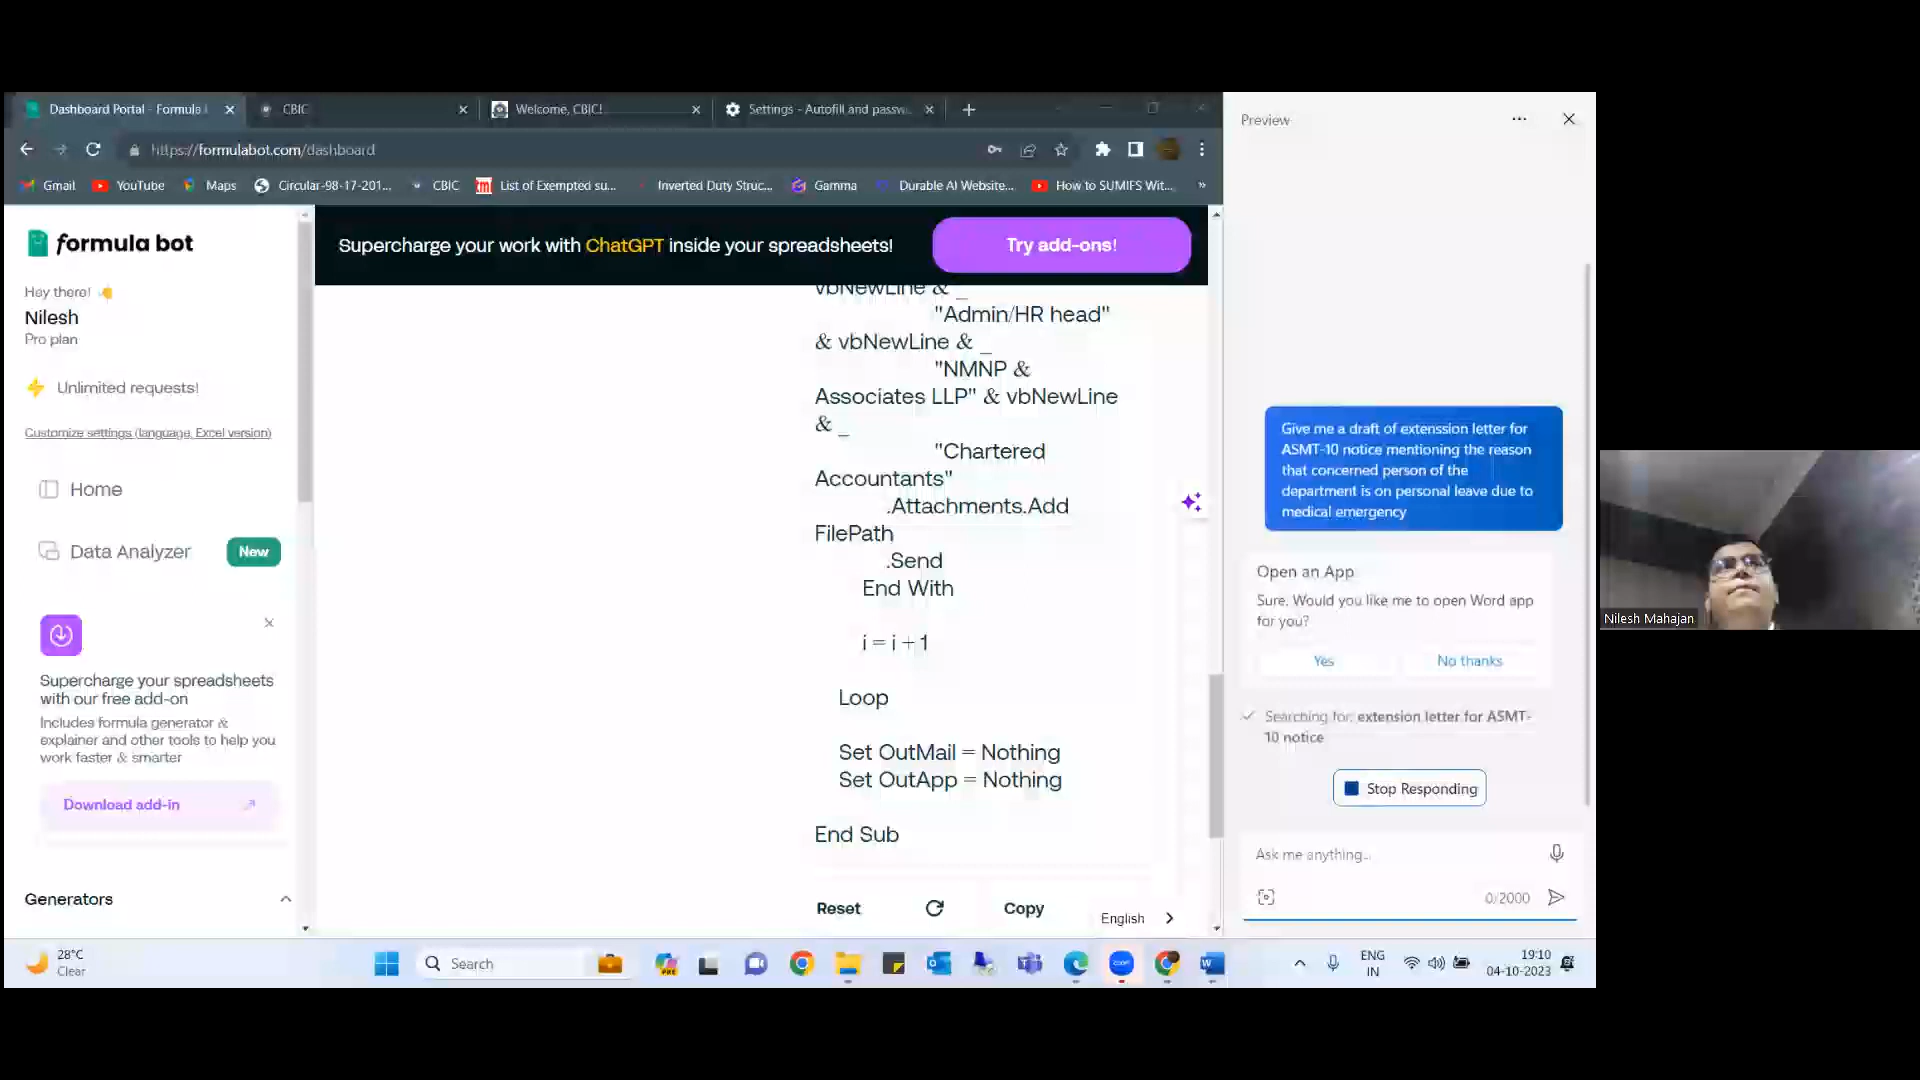 Dashboard Portal - Formula
CBIC
Welcome, CBIC!
Settings - Autofill and passw
https://formulabot.com/dashboard
Gmail
YouTube
Maps
Circular-98-17-201...
CBIC
List of Exempted su...
Inverted Duty Struc...
Gamma
Durable AI Website...
How to SUMIFS Wit...
»
formula bot
Hey there!
Nilesh
Pro plan
Unlimited requests!
Customize settings (language, Excel version)
Home
Data Analyzer
New
Supercharge your spreadsheets
with our free add-on
Includes formula generator &
explainer and other tools to help you
work faster & smarter
Download add-in
Generators
Supercharge your work with ChatGPT inside your spreadsheets!
Try add-ons!
vbNewLine & _
"Admin/HR head"
& vbNewLine & _
"NMNP &
Associates LLP" & vbNewLine
& _
"Chartered
Accountants"
.Attachments.Add
FilePath
.Send
End With
i = i + 1
Loop
Set OutMail = Nothing
Set OutApp = Nothing
End Sub
Reset
Copy
English
Preview
Give me a draft of extenssion letter for
ASMT-10 notice mentioning the reason
that concerned person of the
department is on personal leave due to
medical emergency
Open an App
Sure. Would you like me to open Word app
for you?
Yes
No thanks
Searching for: extension letter for ASMT-
10 notice
Stop Responding
Ask me anything...
0/2000
Nilesh Mahajan
28°C
Clear
Search
PRE
zoom
ENG
IN
19:10
04-10-2023